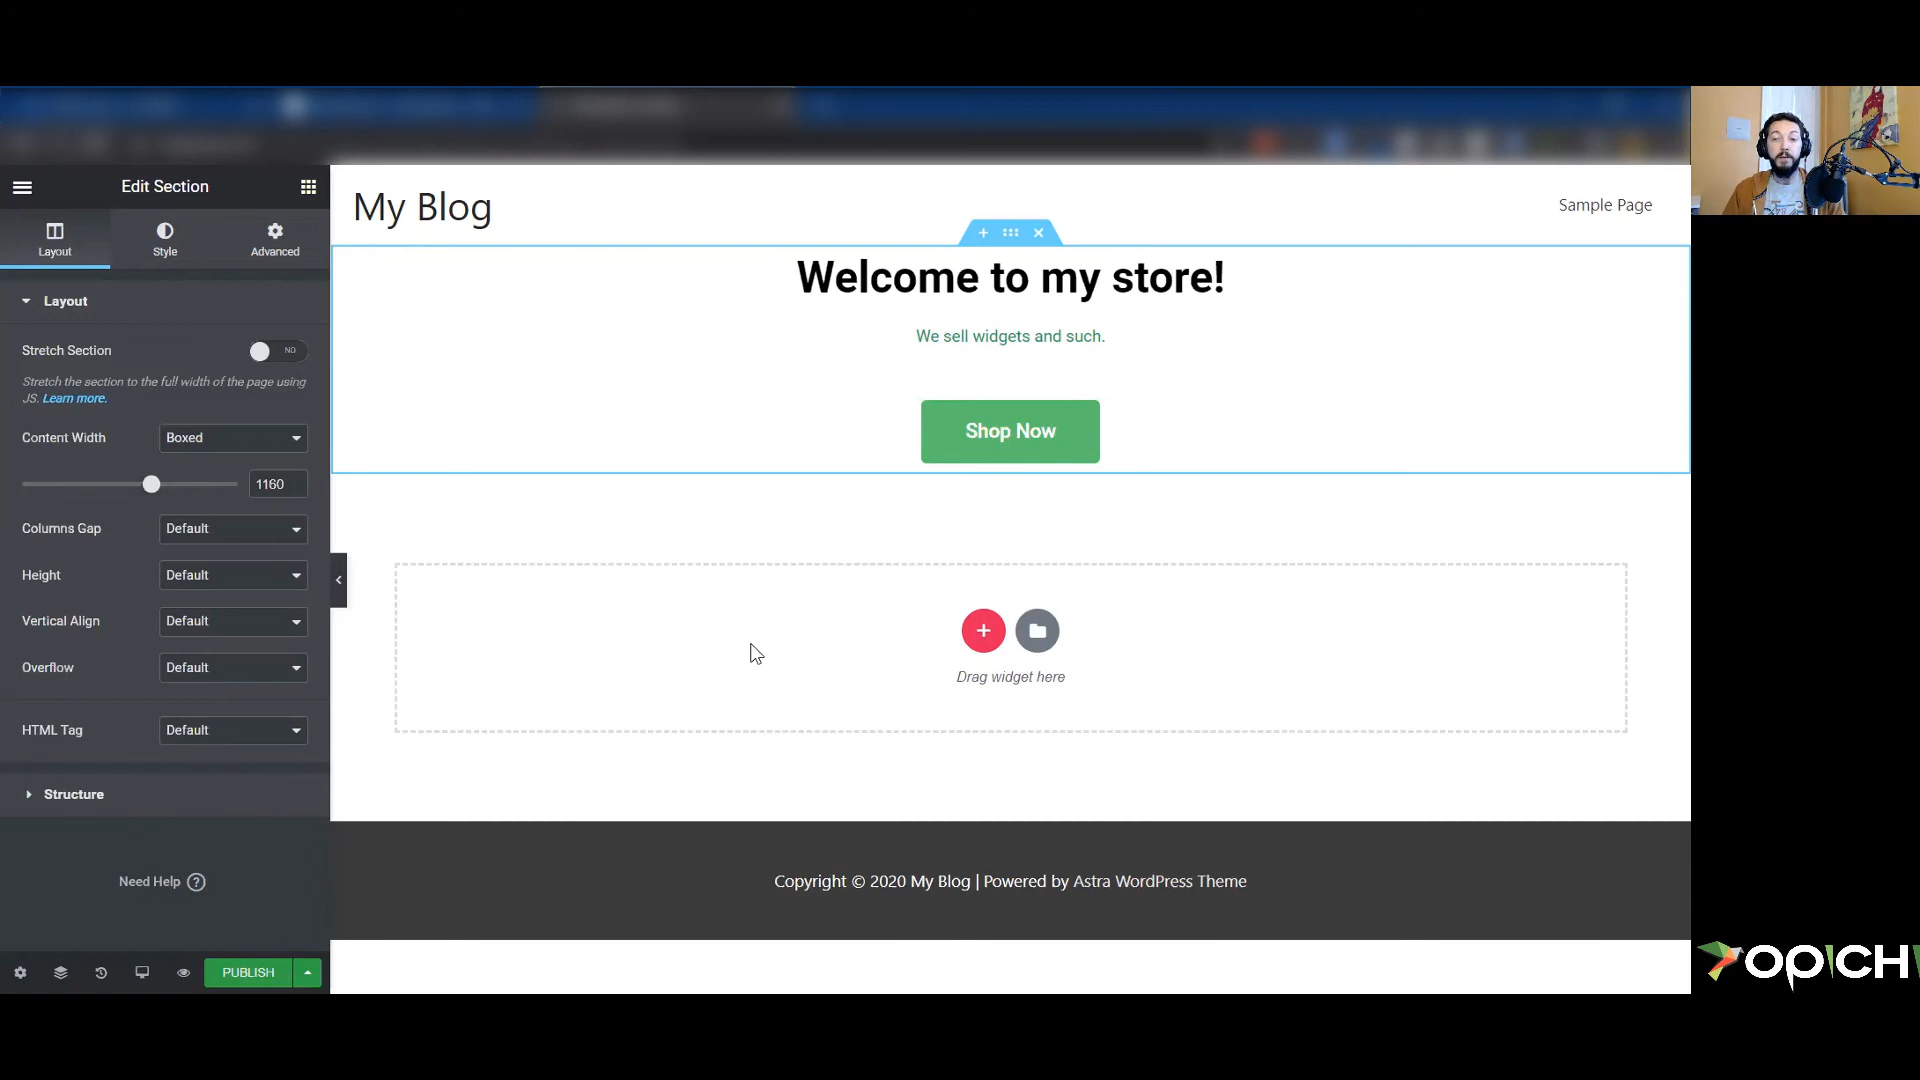 Edit Section
Layout
Style
Advanced
Layout
Stretch Section
NO
Stretch the section to the full width of the page using
JS. Learn more.
Content Width
Boxed
1160
Columns Gap
Default
Height
Default
Vertical Align
Default
Overflow
Default
HTML Tag
Default
Structure
Need Help
PUBLISH
My Blog
Sample Page
Welcome to my store!
We sell widgets and such.
Shop Now
Drag widget here
Copyright © 2020 My Blog | Powered by Astra WordPress Theme
OPICH